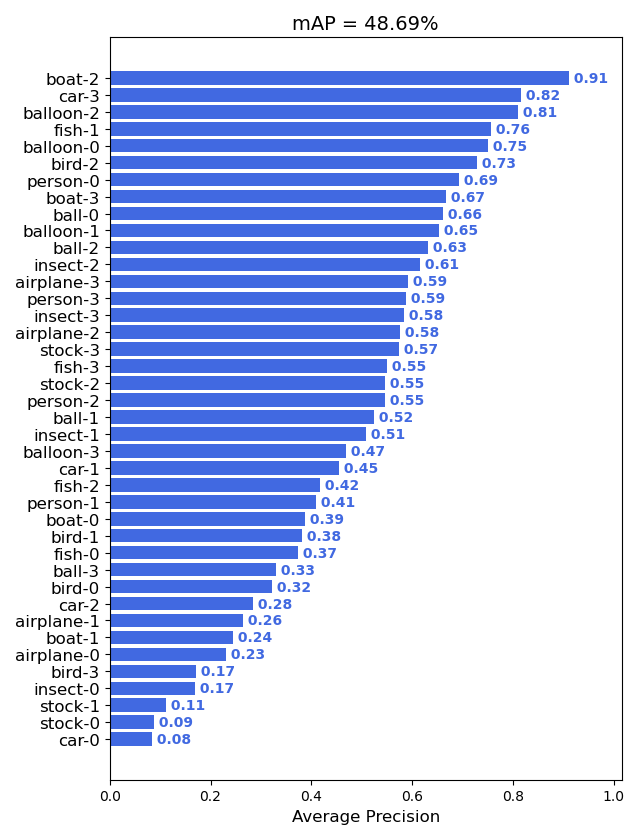 mAP = 48.69%
boat-2 0.91
car-3 0.82
balloon-2 0.81
fish-1 0.76
balloon-0 0.75
bird-2 0.73
person-0 0.69
boat-3 0.67
ball-0 0.66
balloon-1 0.65
ball-2 0.63
insect-2 0.61
airplane-3 0.59
person-3 0.59
insect-3 0.58
airplane-2 0.58
stock-3 0.57
fish-3 0.55
stock-2 0.55
person-2 0.55
ball-1 0.52
insect-1 0.51
balloon-3 0.47
car-1 0.45
fish-2 0.42
person-1 0.41
boat-0 0.39
bird-1 0.38
fish-0 0.37
ball-3 0.33
bird-0 0.32
car-2 0.28
airplane-1 0.26
boat-1 0.24
airplane-0 0.23
bird-3 0.17
insect-0 0.17
stock-1 0.11
stock-0 0.09
car-0 0.08
0.0 0.2 0.4 0.6 0.8 1.0
Average Precision